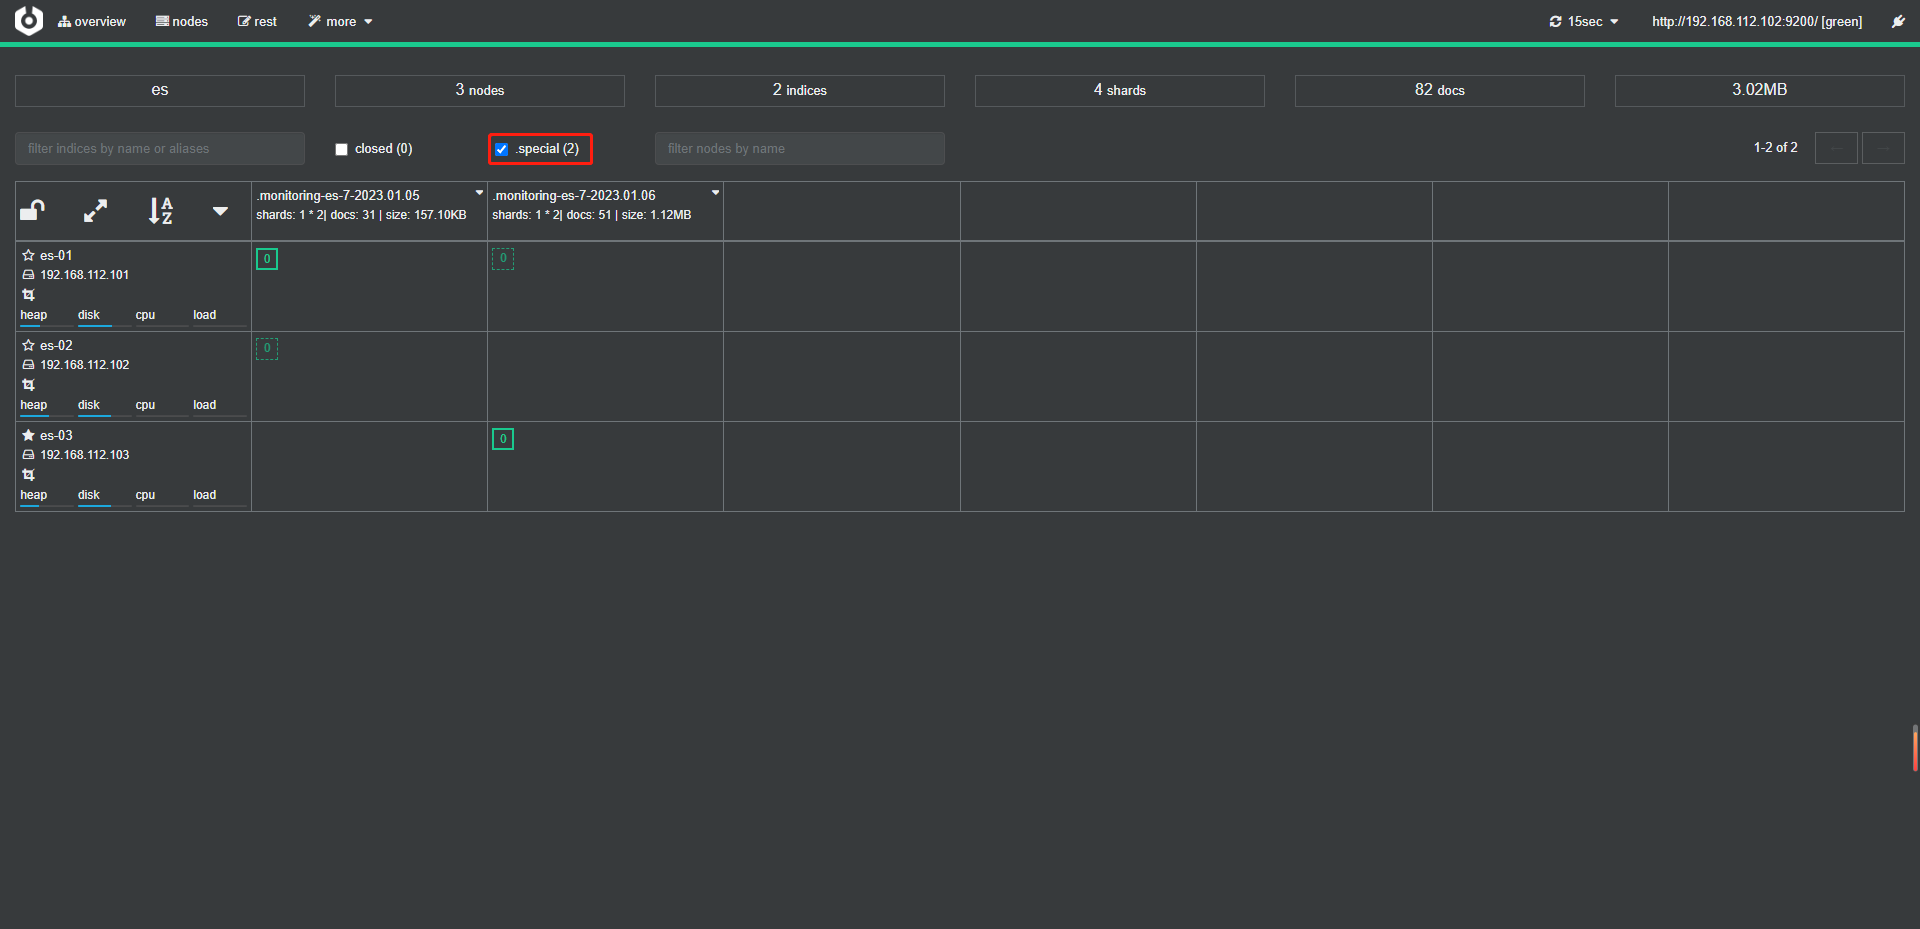 overview nodes rest more 15sec http://192.168.112.102:9200/ [green]
es 3 nodes 2 indices 4 shards 82 docs 3.02MB
filter indices by name or aliases closed (0) .special (2) filter nodes by name 1-2 of 2
.monitoring-es-7-2023.01.05 .monitoring-es-7-2023.01.06
shards: 1 * 2| docs: 31 | size: 157.10KB shards: 1 * 2| docs: 51 | size: 1.12MB
es-01 0 0
192.168.112.101
heap disk cpu load
es-02 0
192.168.112.102
heap disk cpu load
es-03 0
192.168.112.103
heap disk cpu load